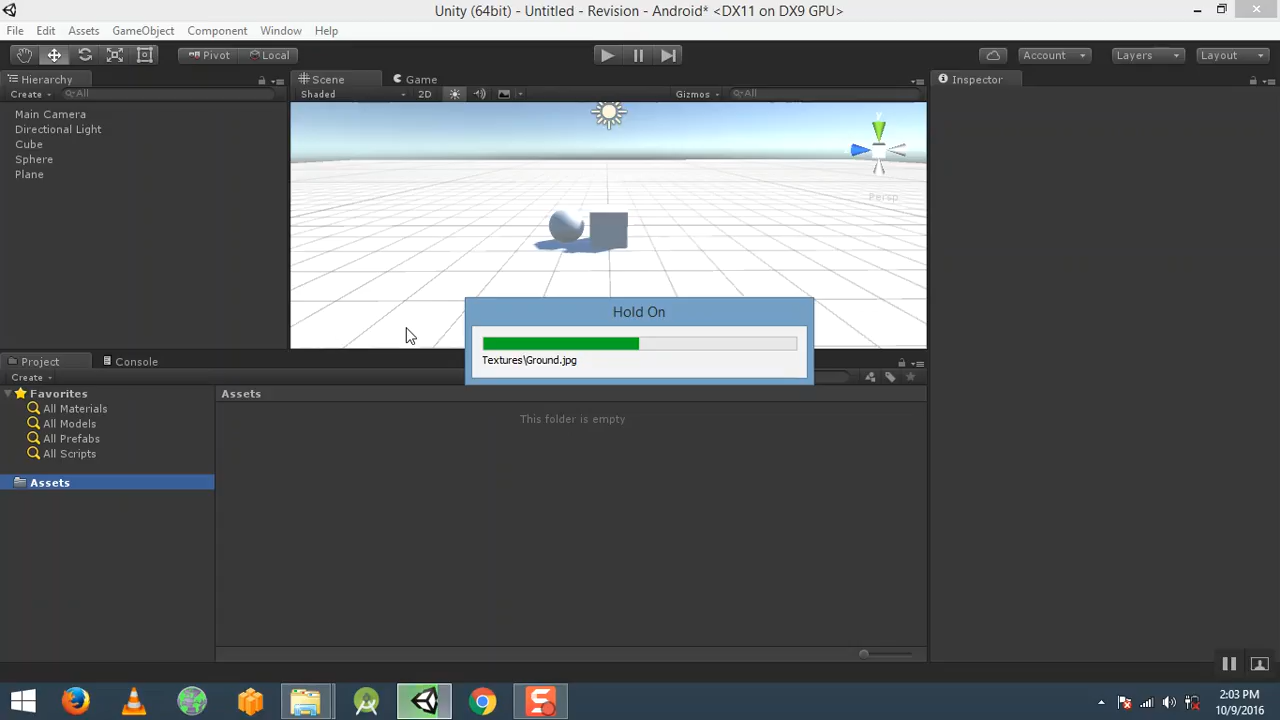 Unity (64bit) - Untitled - Revision - Android* <DX11 on DX9 GPU>
File Edit Assets GameObject Component Window Help
Pivot Local Account Layers Layout
Hierarchy Scene Game Inspector
Create All Shaded 2D Gizmos All
Main Camera
Directional Light
Cube
Sphere
Plane
y
Persp
Hold On
Textures\Ground.jpg
Project Console
Create
Favorites Assets
All Materials
All Models This folder is empty
All Prefabs
All Scripts
Assets
2:03 PM
10/9/2016